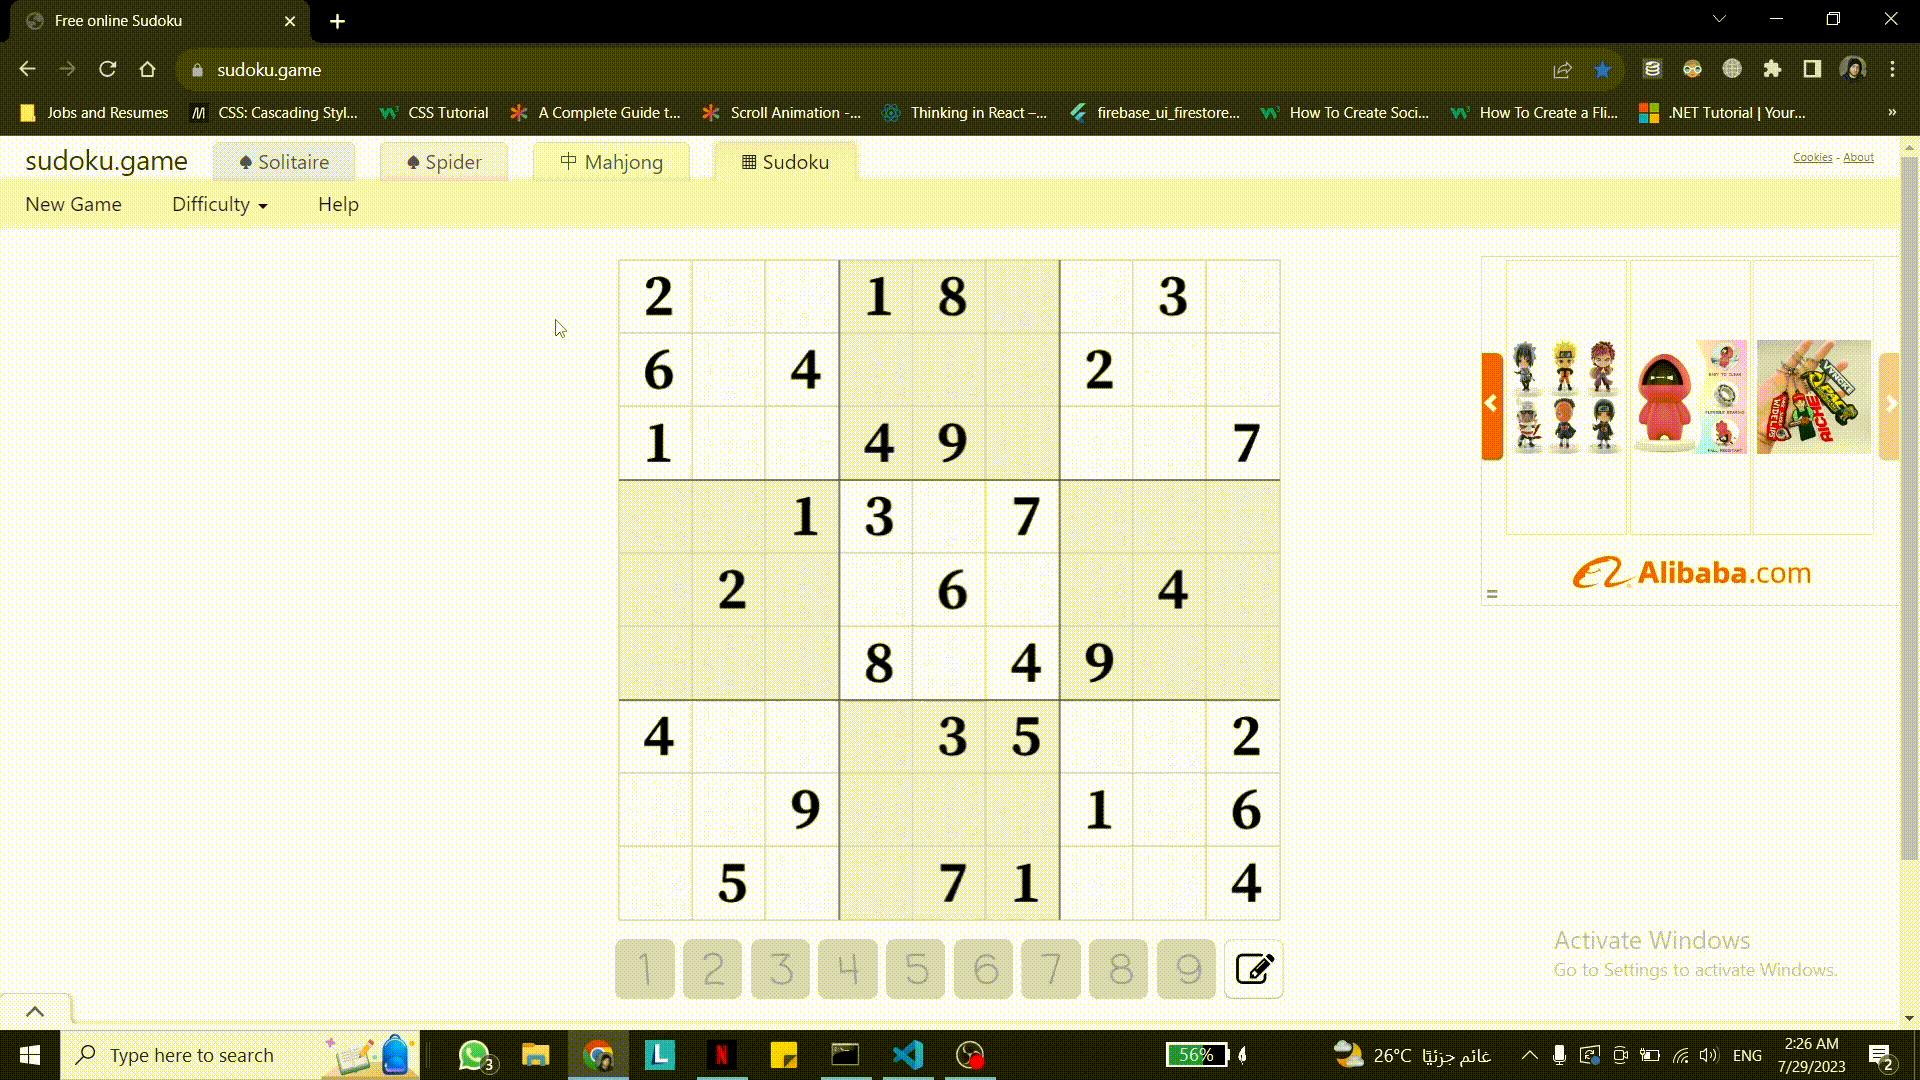 Free online Sudoku
sudoku.game
Jobs and Resumes
CSS: Cascading Styl...
CSS Tutorial
A Complete Guide t...
Scroll Animation -...
Thinking in React –...
firebase_ui_firestore...
How To Create Soci...
How To Create a Fli...
.NET Tutorial | Your...
»
sudoku.game
Solitaire
Spider
Mahjong
Sudoku
Cookies - About
New Game
Difficulty
Help
2 1 8 3
6 4 2
1 4 9 7
1 3 7
2 6 4
8 4 9
4 3 5 2
9 1 6
5 7 1 4
1 2 3 4 5 6 7 8 9
Alibaba.com
Activate Windows
Go to Settings to activate Windows.
Type here to search
3
L
N
56%
26°C غائم جزئيًا
ENG
2:26 AM
7/29/2023
2